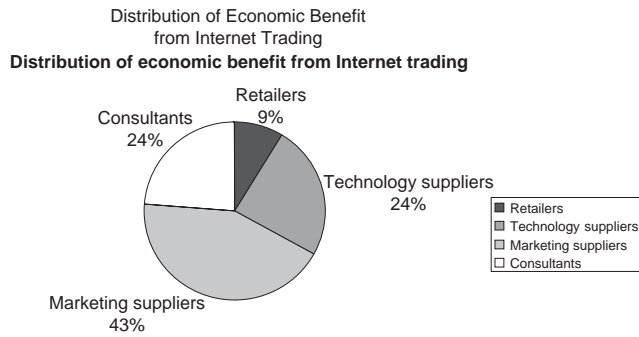 Distribution of Economic Benefit
from Internet Trading
Distribution of economic benefit from Internet trading
Retailers
9%
Consultants
24%
Technology suppliers
24%
Marketing suppliers
43%
Retailers
Technology suppliers
Marketing suppliers
Consultants